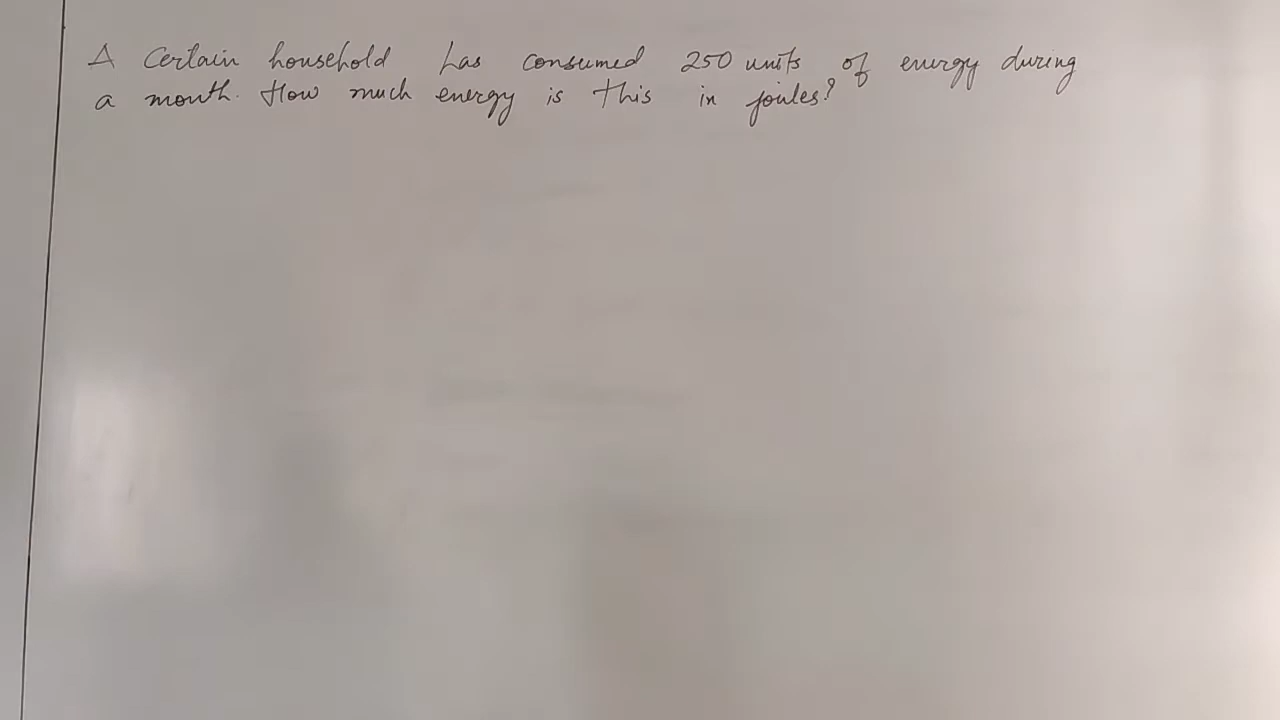 A Certain household has consumed 250 units of energy during
a month. How much energy is this in joules?